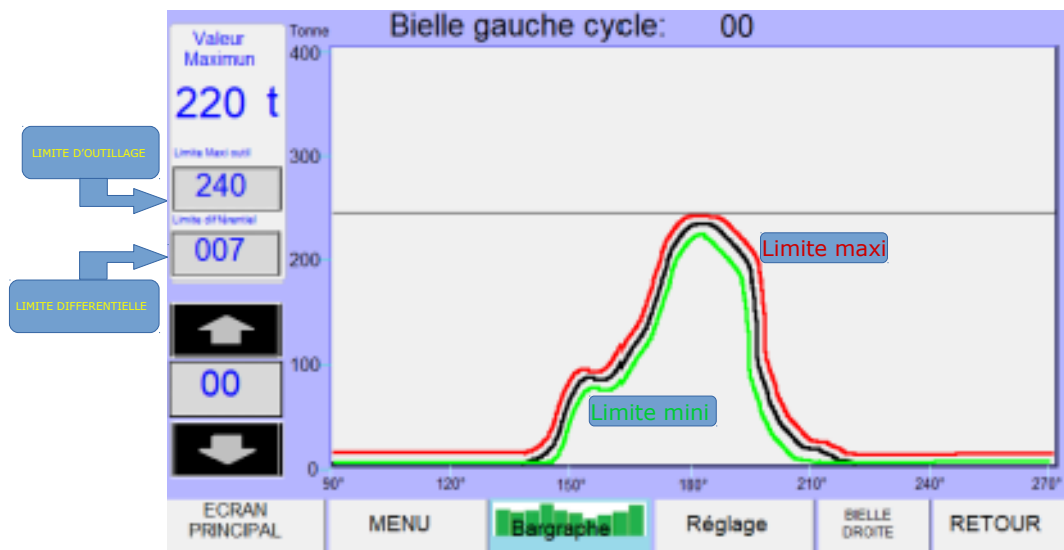 Bielle gauche cycle: 00
Valeur
Maximun
220 t
Limite Maxi outil
240
Limite différentiel
007
00
LIMITE D'OUTILLAGE
LIMITE DIFFERENTIELLE
Tonne
400
300
200
100
0
Limite maxi
Limite mini
90° 120° 150° 180° 210° 240° 270°
ECRAN
PRINCIPAL
MENU
Bargraphe
Réglage
BIELLE
DROITE
RETOUR